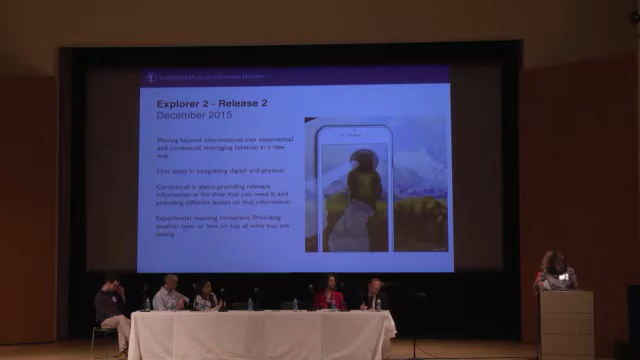 Explorer 2 - Release 2
December 2015
Moving beyond informational into experiential
and contextual, leveraging location in a new
way.
First steps in integrating digital and physical.
Contextual is about providing relevant
information at the time that you need it and
providing different lenses on that information.
Experiential meaning immersive. Providing
another layer or lens on top of what you are
seeing.